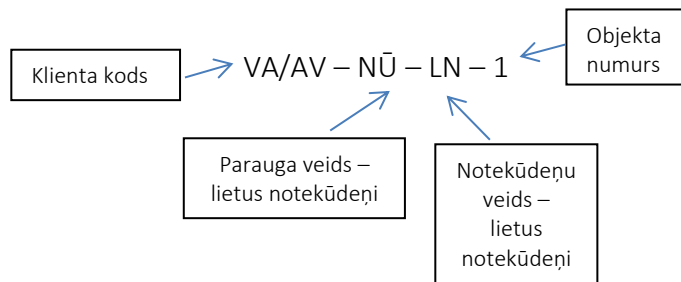 Klienta kods
VA/AV – NŪ – LN – 1
Objekta
numurs
Parauga veids –
lietus notekūdeņi
Notekūdeņu
veids –
lietus
notekūdeņi